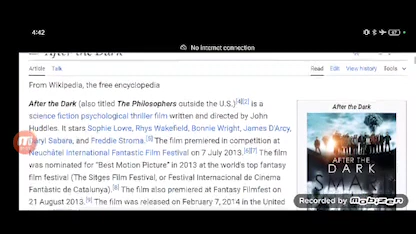 4:42
No internet connection
After the Dark
Article Talk Read Edit View history Tools
From Wikipedia, the free encyclopedia
After the Dark (also titled The Philosophers outside the U.S.)[4][2] is a
science fiction psychological thriller film written and directed by John
Huddles. It stars Sophie Lowe, Rhys Wakefield, Bonnie Wright, James D'Arcy,
Daryl Sabara, and Freddie Stroma.[5] The film premiered in competition at
Neuchâtel International Fantastic Film Festival on 7 July 2013.[6][7] The film
was nominated for "Best Motion Picture" in 2013 at the world's top fantasy
film festival (The Sitges Film Festival, or Festival Internacional de Cinema
Fantàstic de Catalunya).[8] The film also premiered at Fantasy Filmfest on
21 August 2013.[9] The film was released on February 7, 2014 in the United
After the Dark
AFTER THE
DARK
Recorded by
mobizen